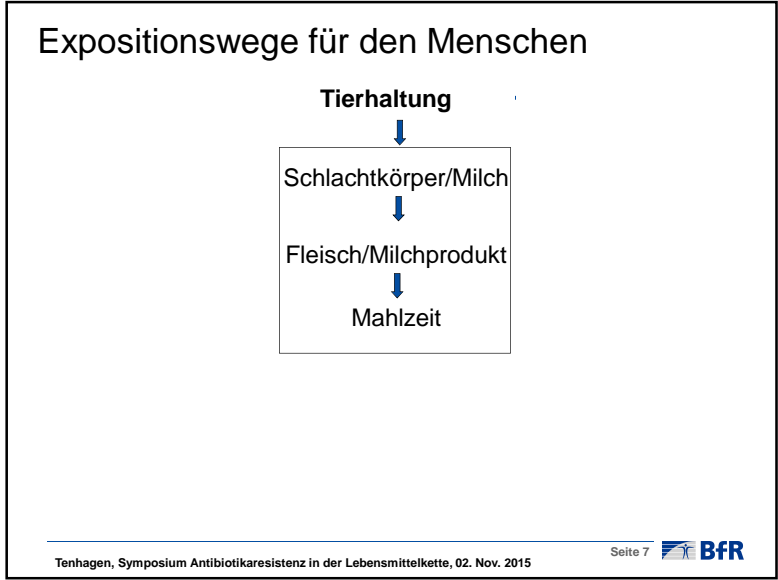 Expositionswege für den Menschen
Tierhaltung
Schlachtkörper/Milch
Fleisch/Milchprodukt
Mahlzeit
Tenhagen, Symposium Antibiotikaresistenz in der Lebensmittelkette, 02. Nov. 2015
Seite 7
BfR